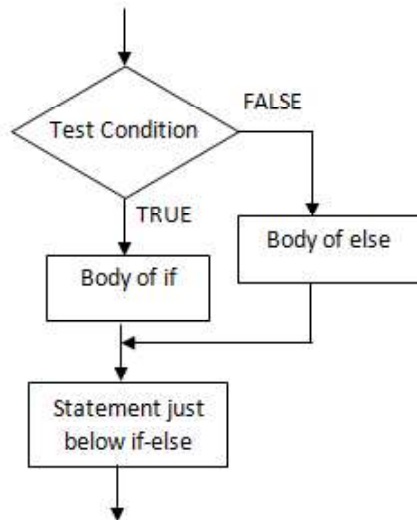 FALSE
Test Condition
TRUE
Body of else
Body of if
Statement just
below if-else